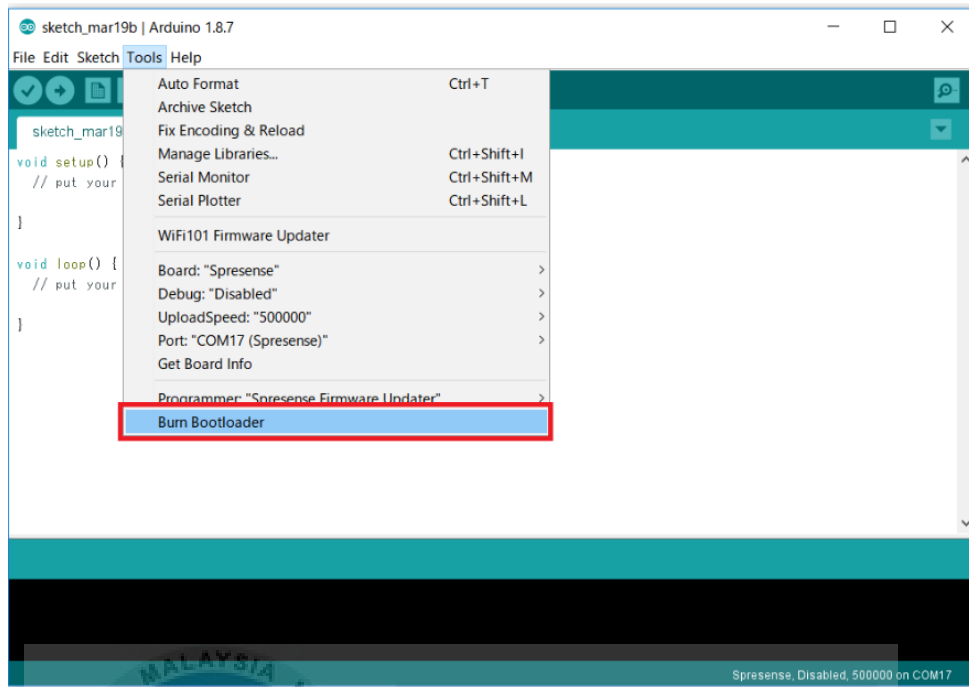 sketch_mar19b | Arduino 1.8.7
File Edit Sketch Tools Help
Auto Format Ctrl+T
Archive Sketch
Fix Encoding & Reload
Manage Libraries... Ctrl+Shift+I
Serial Monitor Ctrl+Shift+M
Serial Plotter Ctrl+Shift+L
WiFi101 Firmware Updater
Board: "Spresense"
Debug: "Disabled"
UploadSpeed: "500000"
Port: "COM17 (Spresense)"
Get Board Info
Programmer: "Spresense Firmware Updater"
Burn Bootloader
sketch_mar19
void setup() {
// put your
}
void loop() {
// put your
}
MALAYSIA
Spresense, Disabled, 500000 on COM17